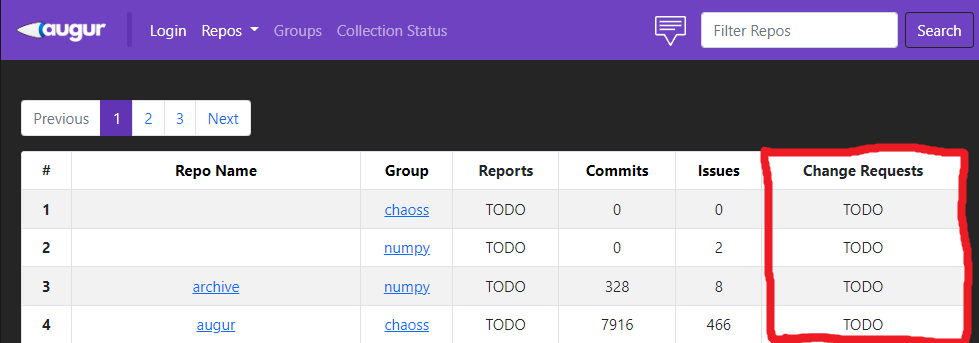 augur Login Repos Groups Collection Status Filter Repos Search
Previous 1 2 3 Next
# Repo Name Group Reports Commits Issues Change Requests
1 chaoss TODO 0 0 TODO
2 numpy TODO 0 2 TODO
3 archive numpy TODO 328 8 TODO
4 augur chaoss TODO 7916 466 TODO